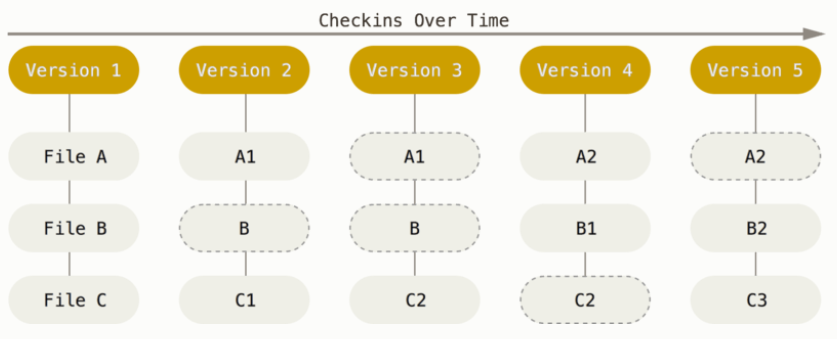 Checkins Over Time
Version 1 Version 2 Version 3 Version 4 Version 5
File A A1 A1 A2 A2
File B B B B1 B2
File C C1 C2 C2 C3